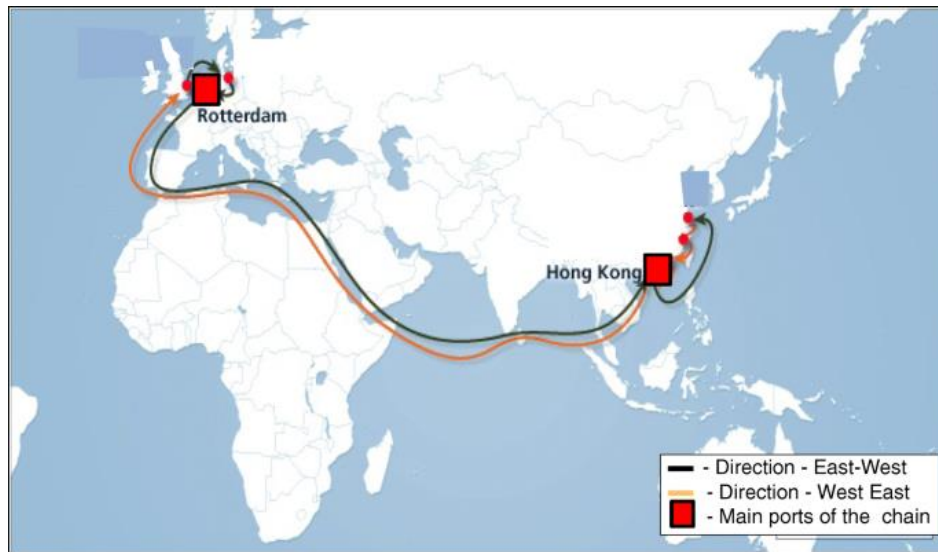 Rotterdam
Hong Kong
- Direction - East-West
- Direction - West East
- Main ports of the chain